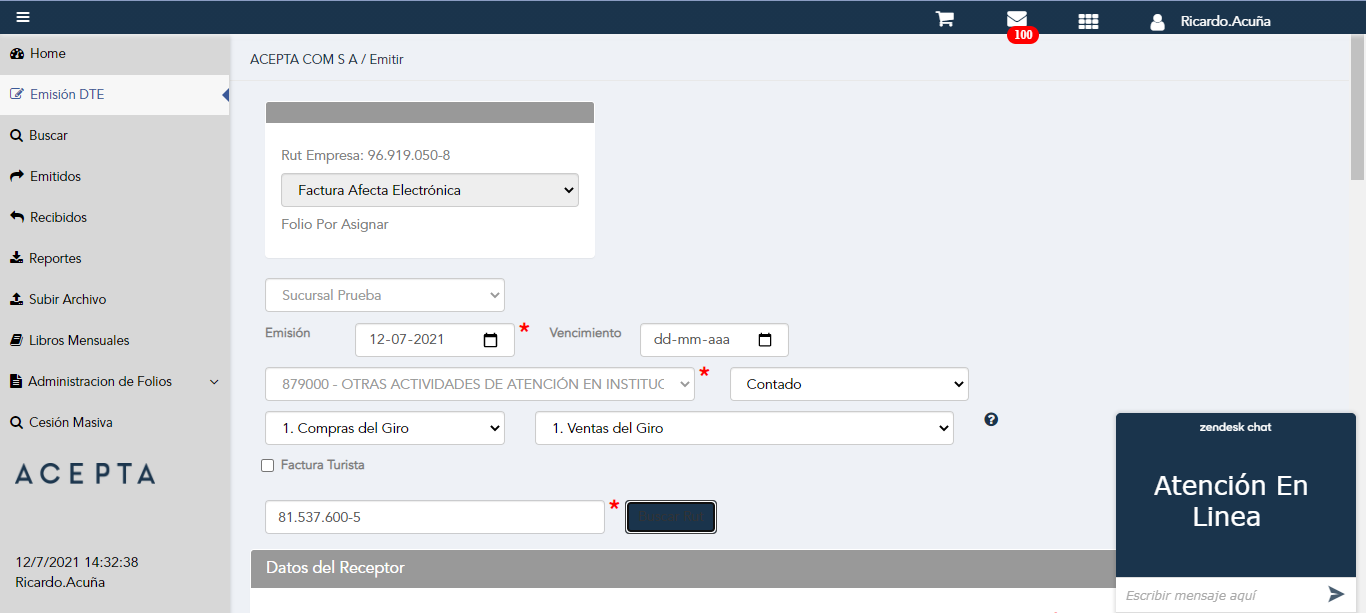 100
Ricardo.Acuña
Home
Emisión DTE
Buscar
Emitidos
Recibidos
Reportes
Subir Archivo
Libros Mensuales
Administracion de Folios
Cesión Masiva
ACEPTA
12/7/2021 14:32:38
Ricardo.Acuña
ACEPTA COM S A / Emitir
Rut Empresa: 96.919.050-8
Factura Afecta Electrónica
Folio Por Asignar
Sucursal Prueba
Emisión 12-07-2021 * Vencimiento dd-mm-aaa
879000 - OTRAS ACTIVIDADES DE ATENCIÓN EN INSTITUC * Contado
1. Compras del Giro 1. Ventas del Giro
Factura Turista
81.537.600-5 *
Datos del Receptor
zendesk chat
Atención En
Linea
Escribir mensaje aquí